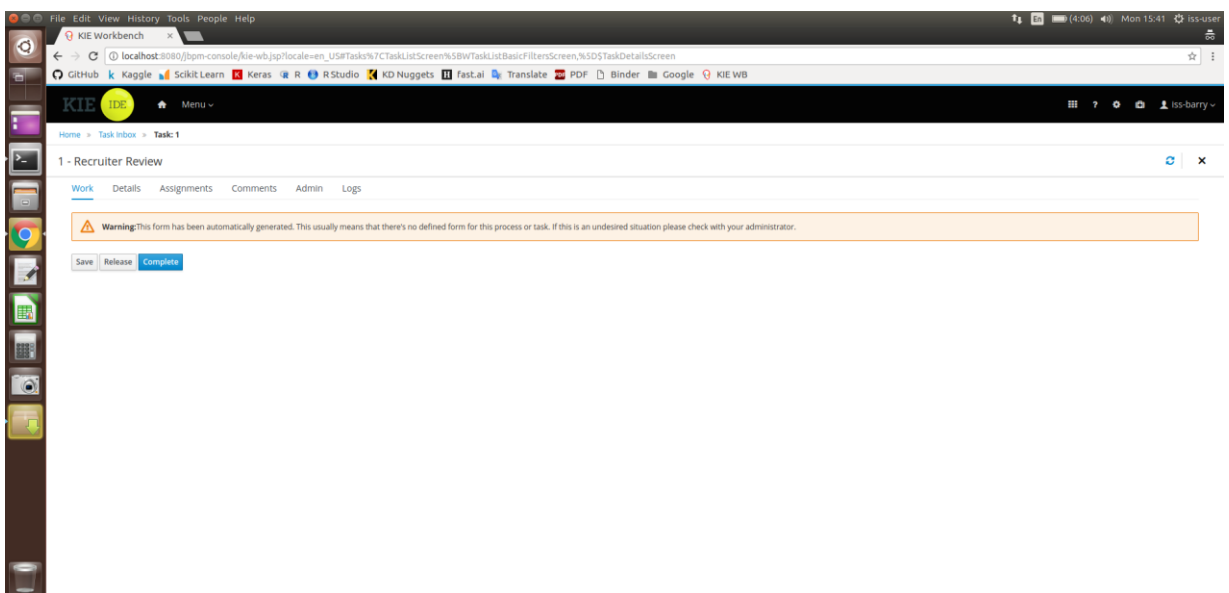 File Edit View History Tools People Help
En (4:06) Mon 15:41 iss-user
KIE Workbench ×
localhost:8080/jbpm-console/kie-wb.jsp?locale=en_US#Tasks%7CTaskListScreen%5BWTaskListBasicFiltersScreen,%5D$TaskDetailsScreen
GitHub Kaggle Scikit Learn Keras R RStudio KD Nuggets fast.ai Translate PDF Binder Google KIE WB
KIE IDE Menu ? iss-barry
Home » Task Inbox » Task: 1
1 - Recruiter Review
Work Details Assignments Comments Admin Logs
Warning:This form has been automatically generated. This usually means that there's no defined form for this process or task. If this is an undesired situation please check with your administrator.
Save Release Complete